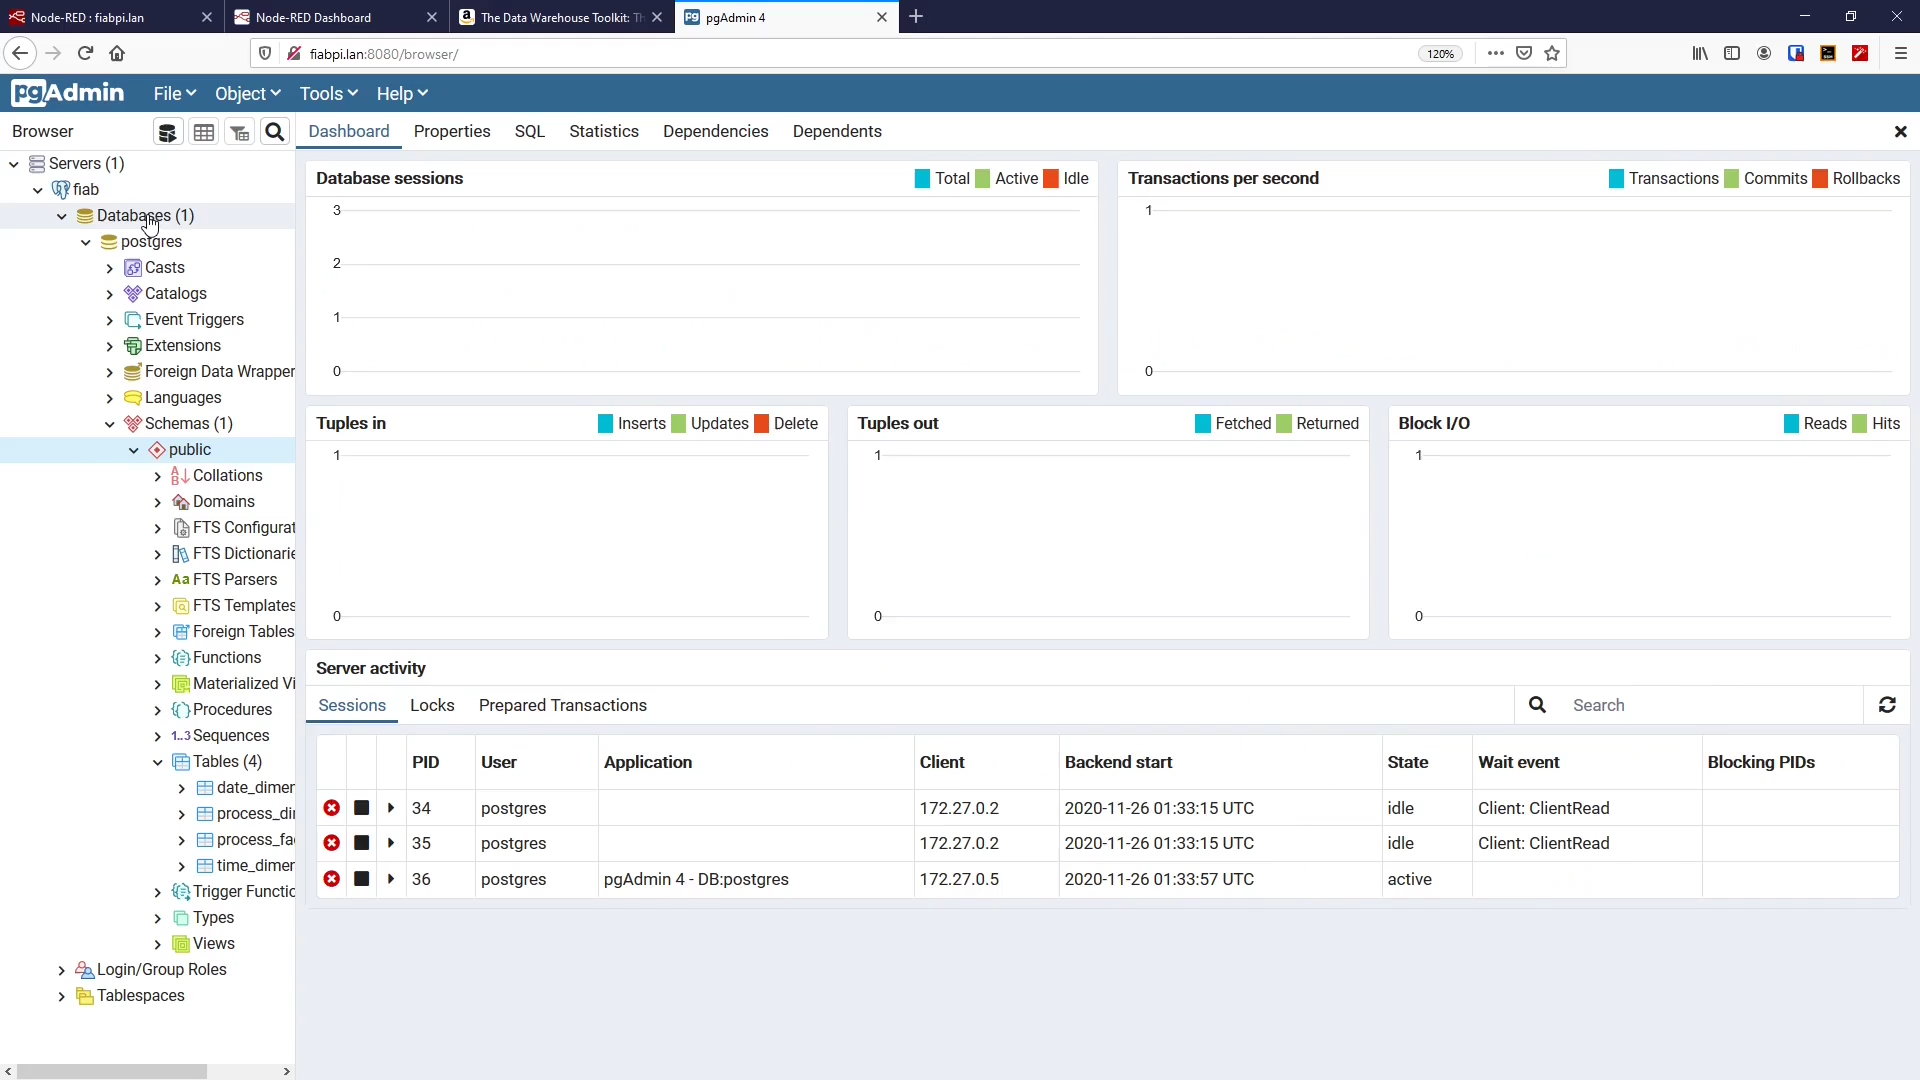 Node-RED : fiabpi.lan
Node-RED Dashboard
The Data Warehouse Toolkit: Th
pgAdmin 4
fiabpi.lan:8080/browser/
120%
pgAdmin
File
Object
Tools
Help
Browser
Dashboard
Properties
SQL
Statistics
Dependencies
Dependents
Servers (1)
fiab
Databases (1)
postgres
Casts
Catalogs
Event Triggers
Extensions
Foreign Data Wrapper
Languages
Schemas (1)
public
Collations
Domains
FTS Configurat
FTS Dictionarie
Aa FTS Parsers
FTS Templates
Foreign Tables
Functions
Materialized Vi
Procedures
1..3 Sequences
Tables (4)
date_dimer
process_di
process_fa
time_dimer
Trigger Functio
Types
Views
Login/Group Roles
Tablespaces
Database sessions
Total Active Idle
3
2
1
0
Transactions per second
Transactions Commits Rollbacks
1
0
Tuples in
Inserts Updates Delete
1
0
Tuples out
Fetched Returned
1
0
Block I/O
Reads Hits
1
0
Server activity
Sessions
Locks
Prepared Transactions
Search
PID User Application Client Backend start State Wait event Blocking PIDs
34 postgres 172.27.0.2 2020-11-26 01:33:15 UTC idle Client: ClientRead
35 postgres 172.27.0.2 2020-11-26 01:33:15 UTC idle Client: ClientRead
36 postgres pgAdmin 4 - DB:postgres 172.27.0.5 2020-11-26 01:33:57 UTC active